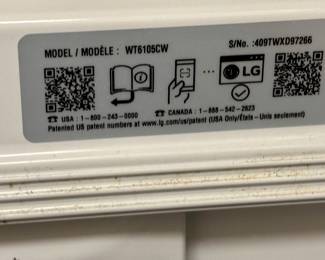 MODEL / MODÈLE : WT6105CW S/No. :409TWXD97266
i LG
☎ USA : 1-800-243-0000 ☎ CANADA : 1-888-542-2623
Patented US patent numbers at www.lg.com/us/patent (USA Only/États-Unis seulement)